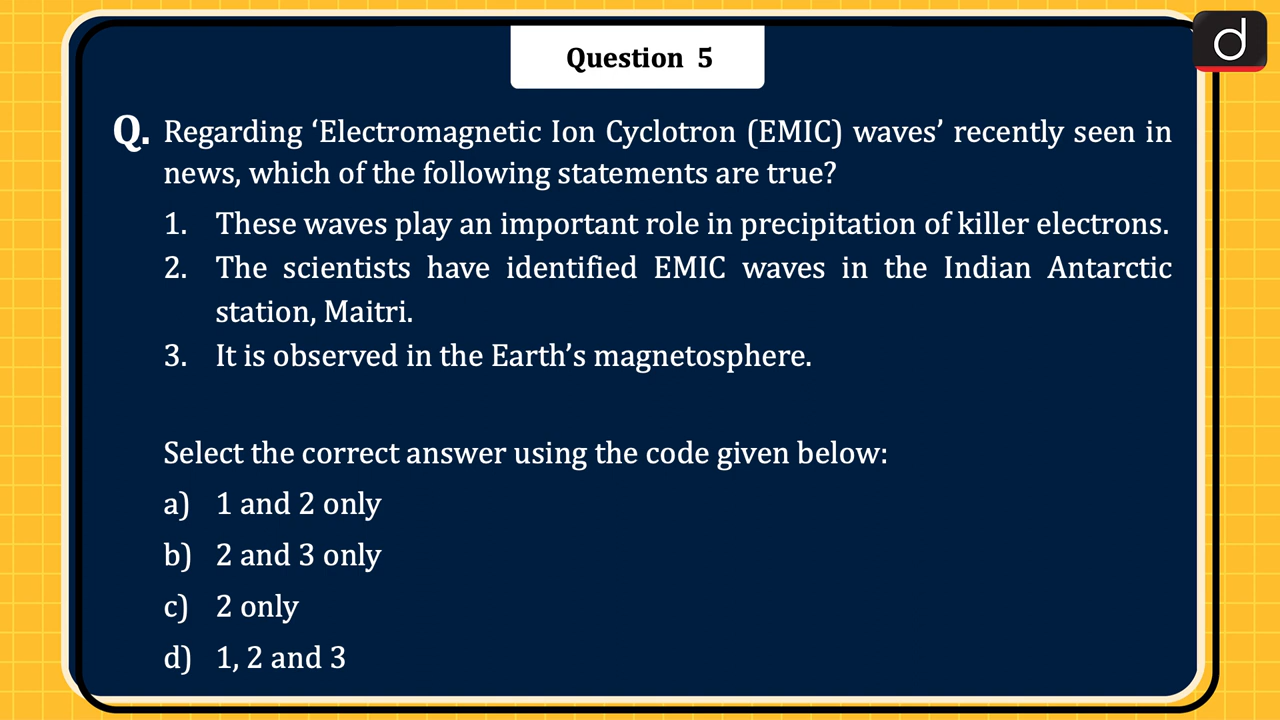 d
Question 5
Q. Regarding ‘Electromagnetic Ion Cyclotron (EMIC) waves’ recently seen in
news, which of the following statements are true?
1. These waves play an important role in precipitation of killer electrons.
2. The scientists have identified EMIC waves in the Indian Antarctic
station, Maitri.
3. It is observed in the Earth’s magnetosphere.
Select the correct answer using the code given below:
a) 1 and 2 only
b) 2 and 3 only
c) 2 only
d) 1, 2 and 3